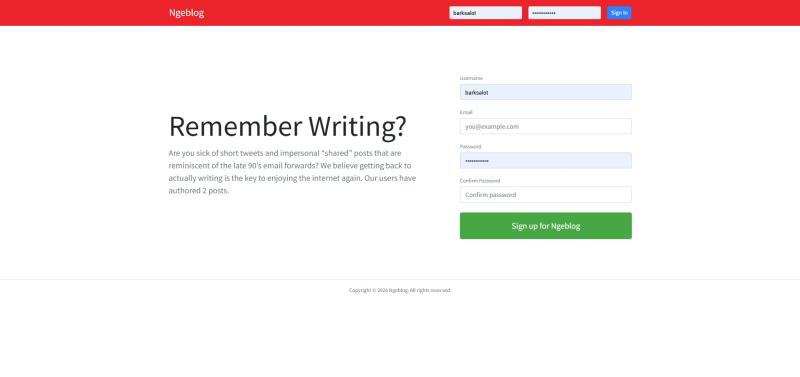 Ngeblog
barksalot
••••••••••••
Sign In
Remember Writing?
Are you sick of short tweets and impersonal “shared” posts that are
reminiscent of the late 90’s email forwards? We believe getting back to
actually writing is the key to enjoying the internet again. Our users have
authored 2 posts.
Username
barksalot
Email
you@example.com
Password
••••••••••••
Confirm Password
Confirm password
Sign up for Ngeblog
Copyright © 2024 Ngeblog. All rights reserved.